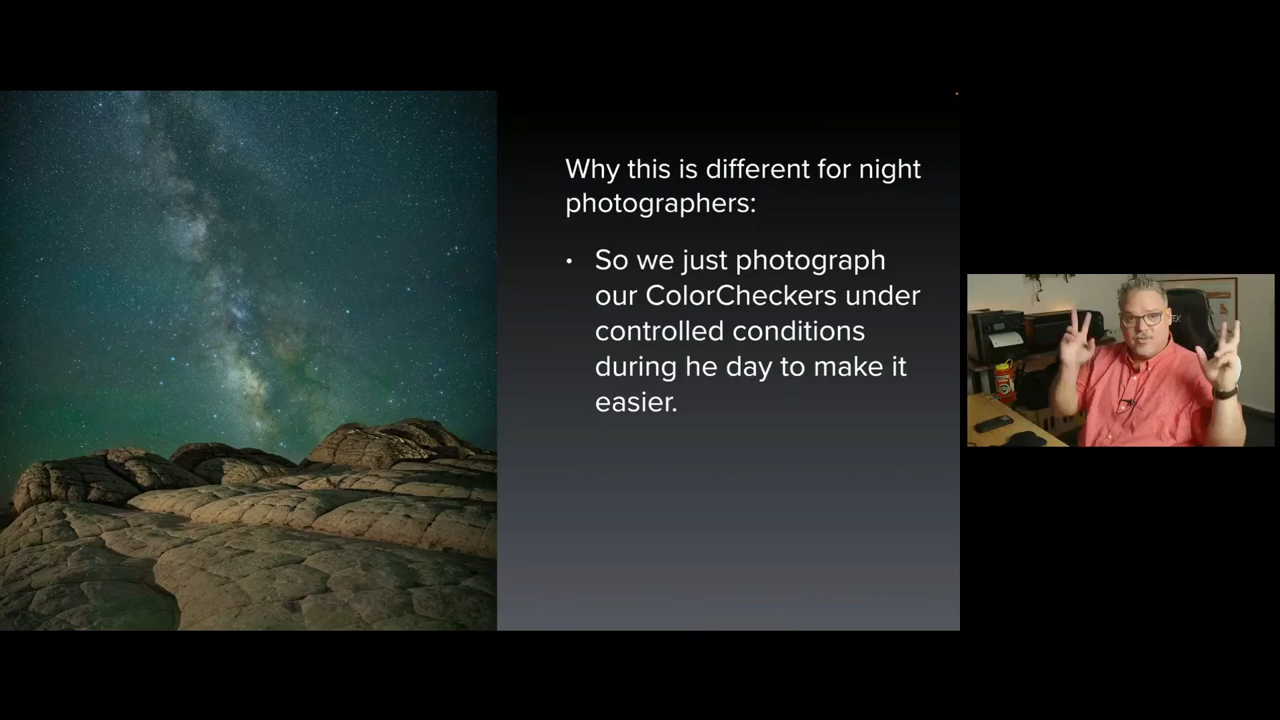 Why this is different for night
photographers:
• So we just photograph
our ColorCheckers under
controlled conditions
during he day to make it
easier.